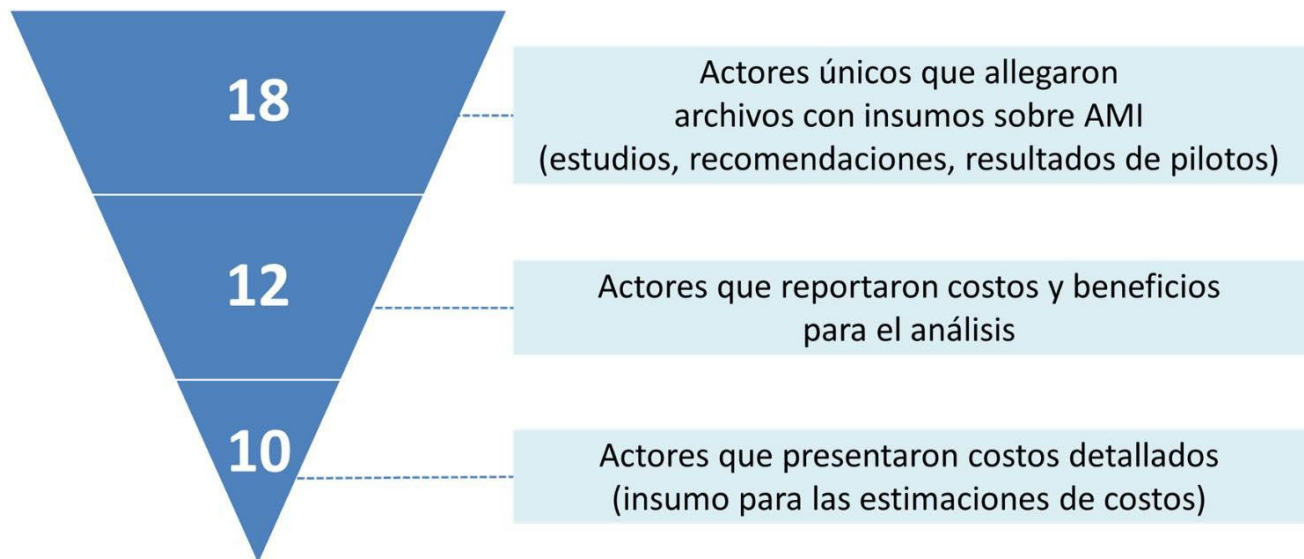 18
Actores únicos que allegaron
archivos con insumos sobre AMI
(estudios, recomendaciones, resultados de pilotos)
12
Actores que reportaron costos y beneficios
para el análisis
10
Actores que presentaron costos detallados
(insumo para las estimaciones de costos)